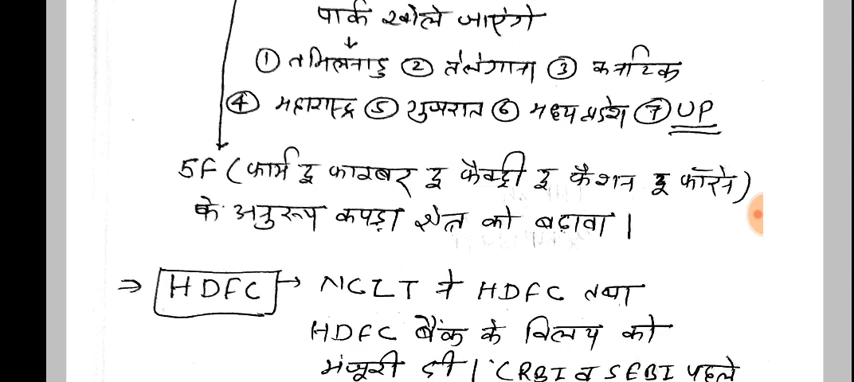 पार्क खोले जाएंगे
① तमिलनाडु ② तेलंगाना ③ कर्नाटक
④ महाराष्ट्र ⑤ गुजरात ⑥ मध्य प्रदेश ⑦ UP
5F (फार्म टू फाइबर टू फैक्ट्री टू फैशन टू फॉरेन)
के अनुरूप कपड़ा क्षेत्र को बढ़ावा।
⇒ HDFC → NCLT ने HDFC तथा
HDFC बैंक के विलय को
मंजूरी दी। (RBI व SEBI पहले